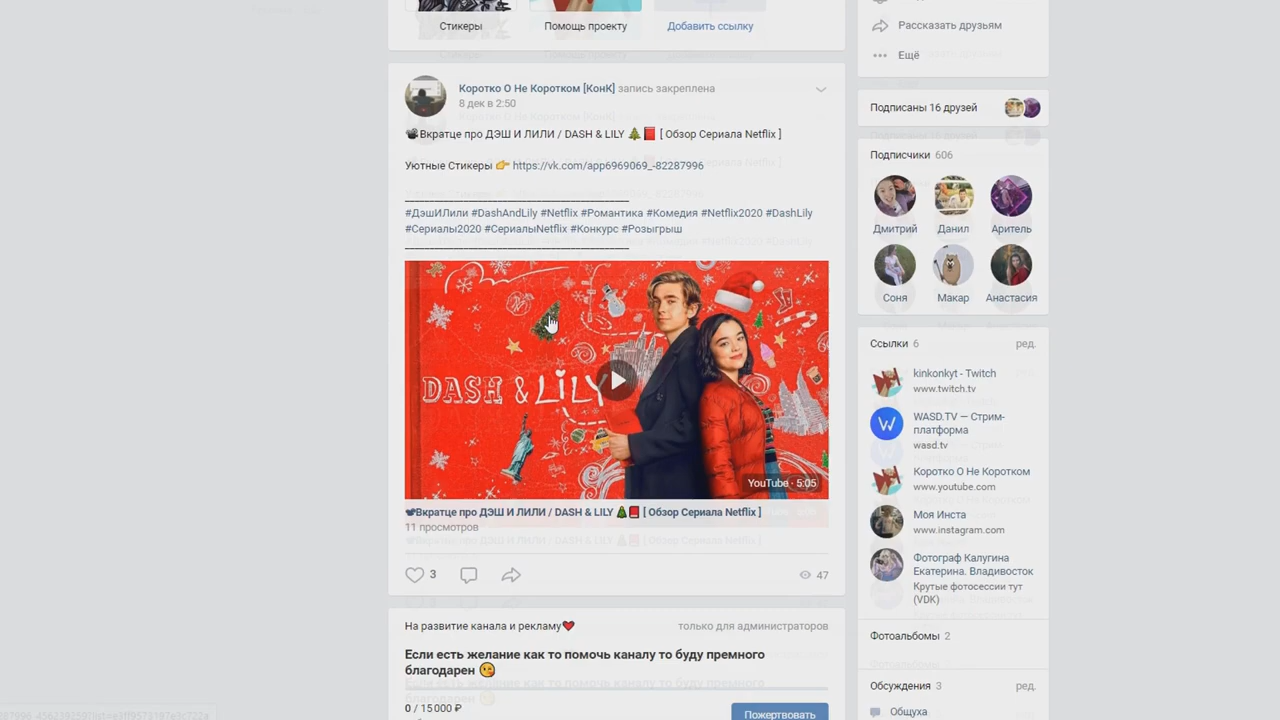 Стикеры
Помощь проекту
Добавить ссылку
Коротко О Не Коротком [КонК] запись закреплена
8 дек в 2:50
Вкратце про ДЭШ И ЛИЛИ / DASH & LILY 🎄📕 [ Обзор Сериала Netflix ]
Уютные Стикеры 👉 https://vk.com/app6969069_-82287996
#ДэшИЛили #DashAndLily #Netflix #Романтика #Комедия #Netflix2020 #DashLily
#Сериалы2020 #СериалыNetflix #Конкурс #Розыгрыш
DASH & LILY
YouTube · 5:05
Вкратце про ДЭШ И ЛИЛИ / DASH & LILY 🎄📕 [ Обзор Сериала Netflix ]
11 просмотров
3
47
На развитие канала и рекламу❤
только для администраторов
Если есть желание как то помочь каналу то буду премного
благодарен 😉
0 / 15 000 ₽
Пожертвовать
Рассказать друзьям
Ещё
Подписаны 16 друзей
Подписчики 606
Дмитрий
Данил
Аритель
Соня
Макар
Анастасия
Ссылки 6
ред.
kinkonkyt - Twitch
www.twitch.tv
WASD.TV — Стрим-
платформа
wasd.tv
Коротко О Не Коротком
www.youtube.com
Моя Инста
www.instagram.com
Фотограф Калугина
Екатерина. Владивосток
Крутые фотосессии тут
(VDK)
Фотоальбомы 2
Обсуждения 3
ред.
Общуха